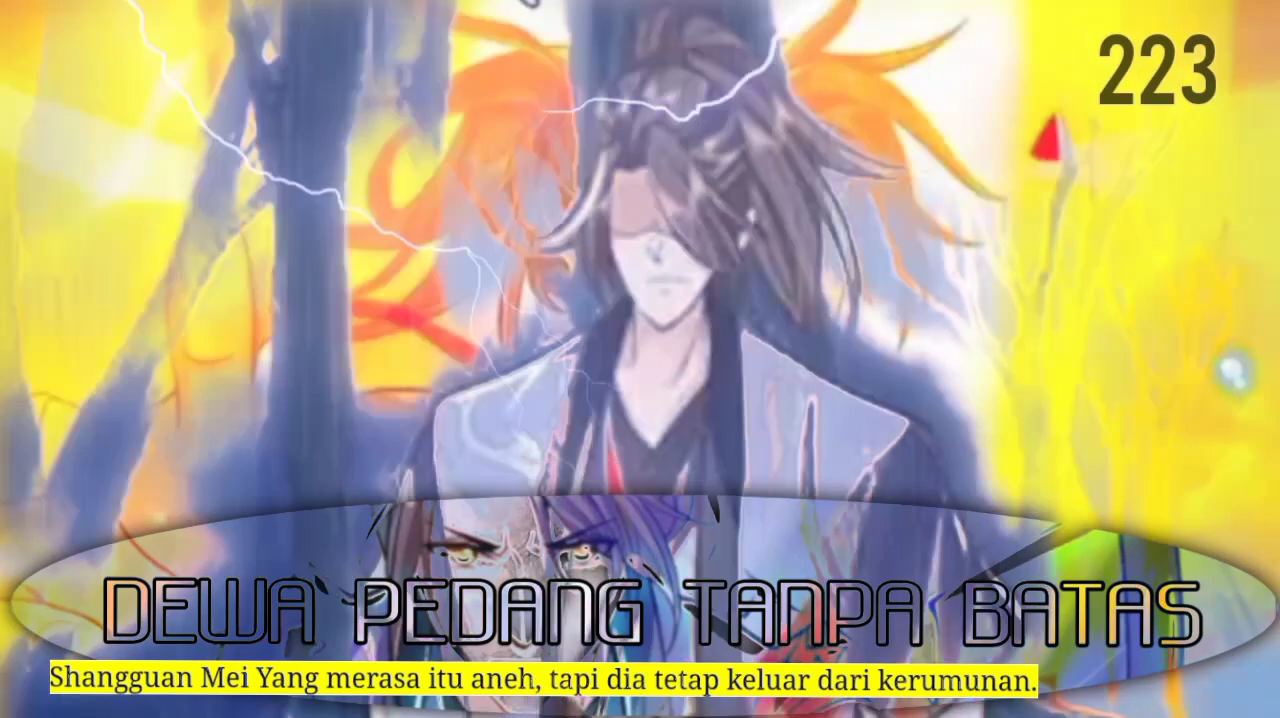 223
DEWA PEDANG TANPA BATAS
Shangguan Mei Yang merasa itu aneh, tapi dia tetap keluar dari kerumunan.